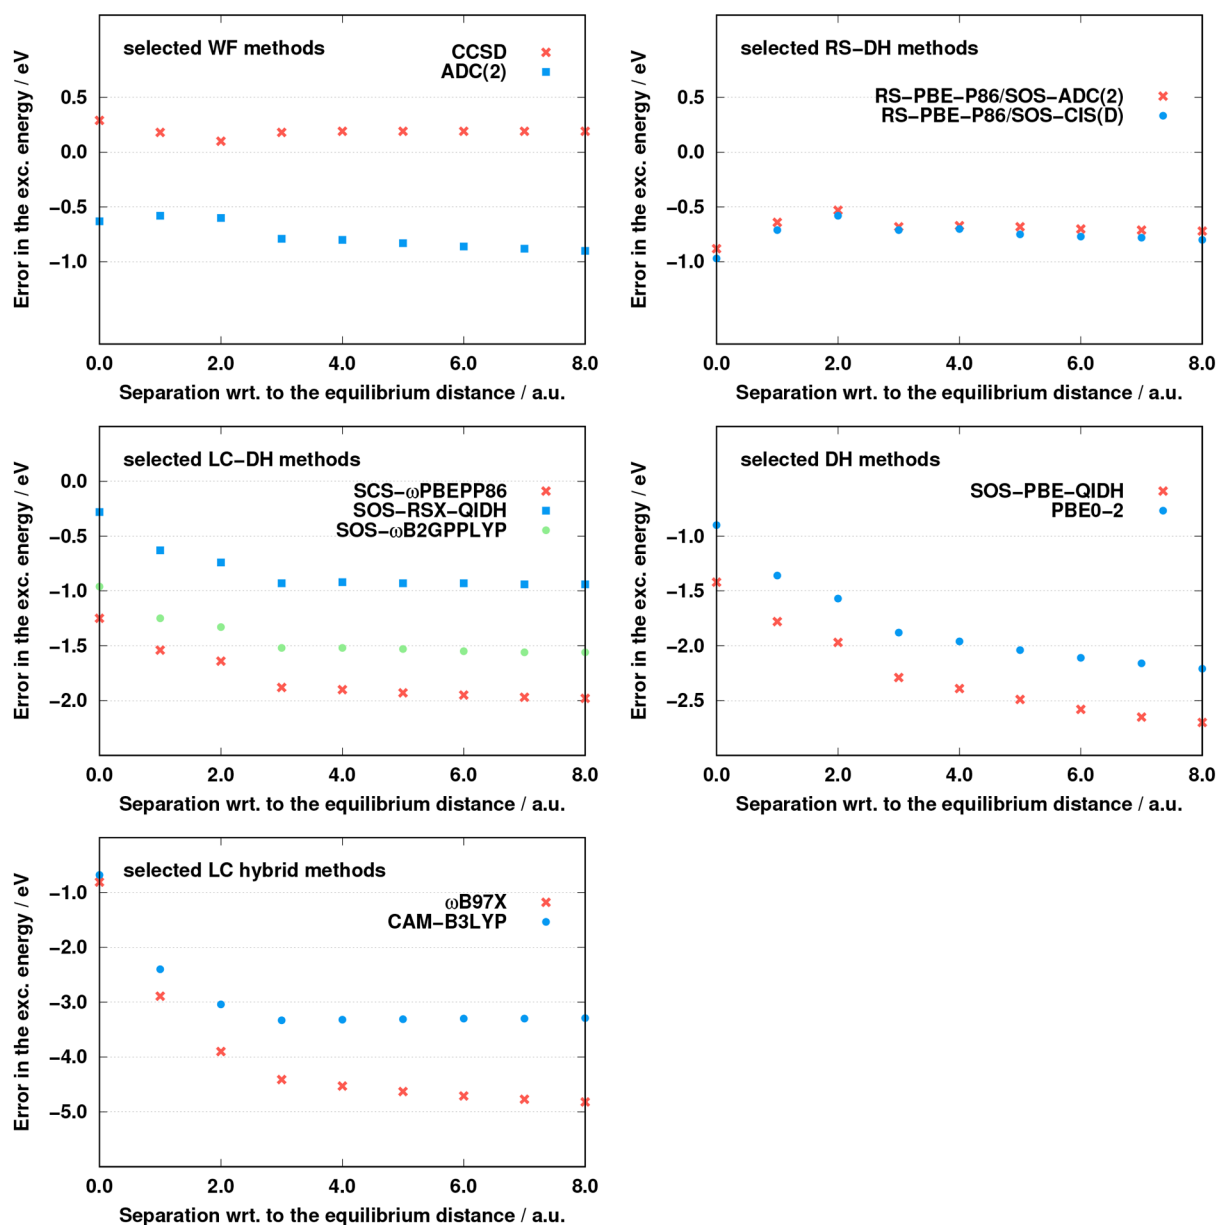 selected WF methods
CCSD
ADC(2)
0.5
0.0
−0.5
−1.0
0.0 2.0 4.0 6.0 8.0
Error in the exc. energy / eV
Separation wrt. to the equilibrium distance / a.u.
selected RS−DH methods
RS−PBE−P86/SOS−ADC(2)
RS−PBE−P86/SOS−CIS(D)
0.5
0.0
−0.5
−1.0
0.0 2.0 4.0 6.0 8.0
Error in the exc. energy / eV
Separation wrt. to the equilibrium distance / a.u.
selected LC−DH methods
SCS−ωPBEPP86
SOS−RSX−QIDH
SOS−ωB2GPPLYP
0.0
−0.5
−1.0
−1.5
−2.0
0.0 2.0 4.0 6.0 8.0
Error in the exc. energy / eV
Separation wrt. to the equilibrium distance / a.u.
selected DH methods
SOS−PBE−QIDH
PBE0−2
−1.0
−1.5
−2.0
−2.5
0.0 2.0 4.0 6.0 8.0
Error in the exc. energy / eV
Separation wrt. to the equilibrium distance / a.u.
selected LC hybrid methods
ωB97X
CAM−B3LYP
−1.0
−2.0
−3.0
−4.0
−5.0
0.0 2.0 4.0 6.0 8.0
Error in the exc. energy / eV
Separation wrt. to the equilibrium distance / a.u.